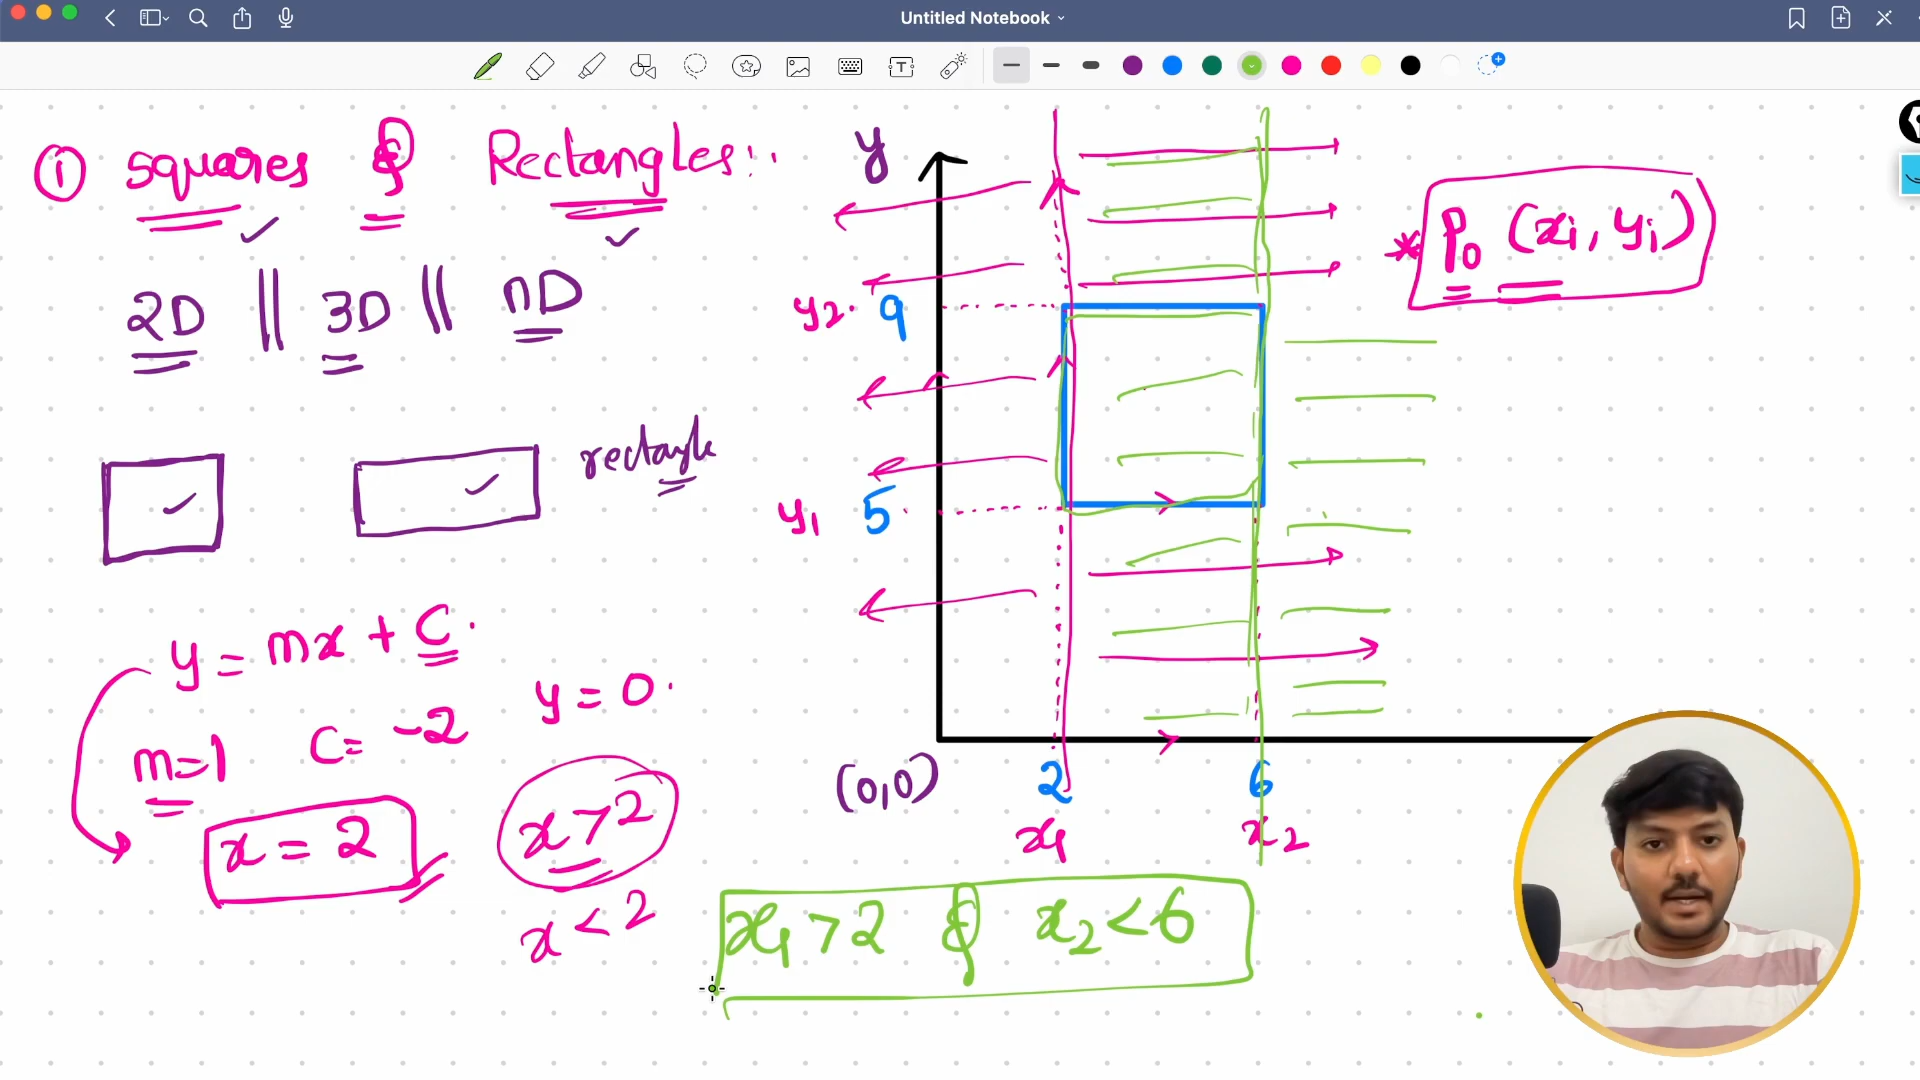 Untitled Notebook
① squares & Rectangles:.
2D || 3D || nD
rectangle
y = mx + C.
m=1 C= -2 y = 0.
x = 2
x > 2
x < 2
y
y2. 9
y1 5
(0,0) 2 6
x1 x2
* P0 (xi, yi)
x1 > 2 & x2 < 6